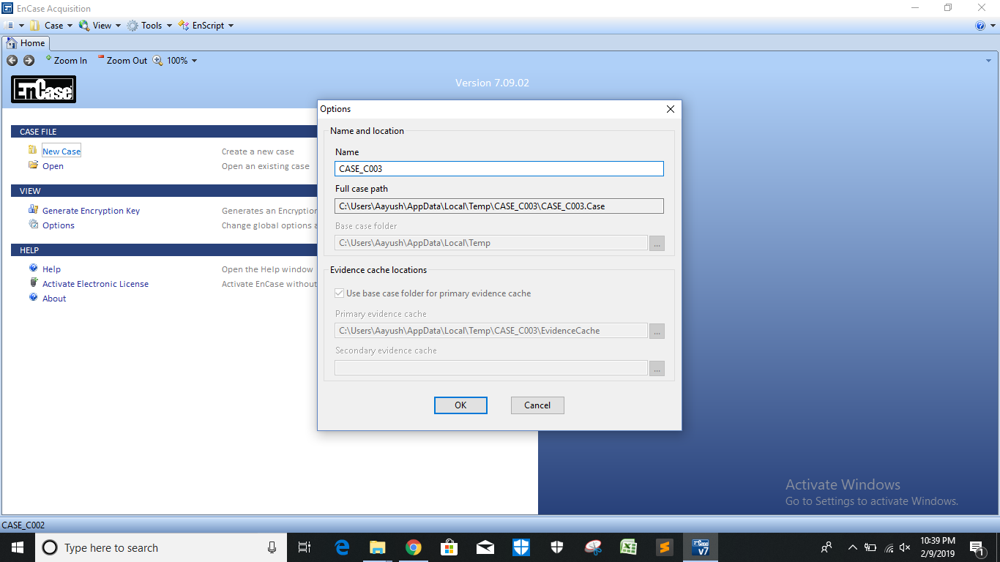 EnCase Acquisition
Case View Tools EnScript
Home
Zoom In Zoom Out 100%
EnCase
Version 7.09.02
Options
Name and location
Name
CASE_C003
Full case path
C:\Users\Aayush\AppData\Local\Temp\CASE_C003\CASE_C003.Case
Base case folder
C:\Users\Aayush\AppData\Local\Temp
...
Evidence cache locations
Use base case folder for primary evidence cache
Primary evidence cache
C:\Users\Aayush\AppData\Local\Temp\CASE_C003\EvidenceCache
...
Secondary evidence cache
...
OK Cancel
CASE FILE
New Case Create a new case
Open Open an existing case
VIEW
Generate Encryption Key Generates an Encryption
Options Change global options a
HELP
Help Open the Help window
Activate Electronic License Activate EnCase without
About
Activate Windows
Go to Settings to activate Windows.
CASE_C002
Type here to search
EnCase
v7
10:39 PM
2/9/2019
1